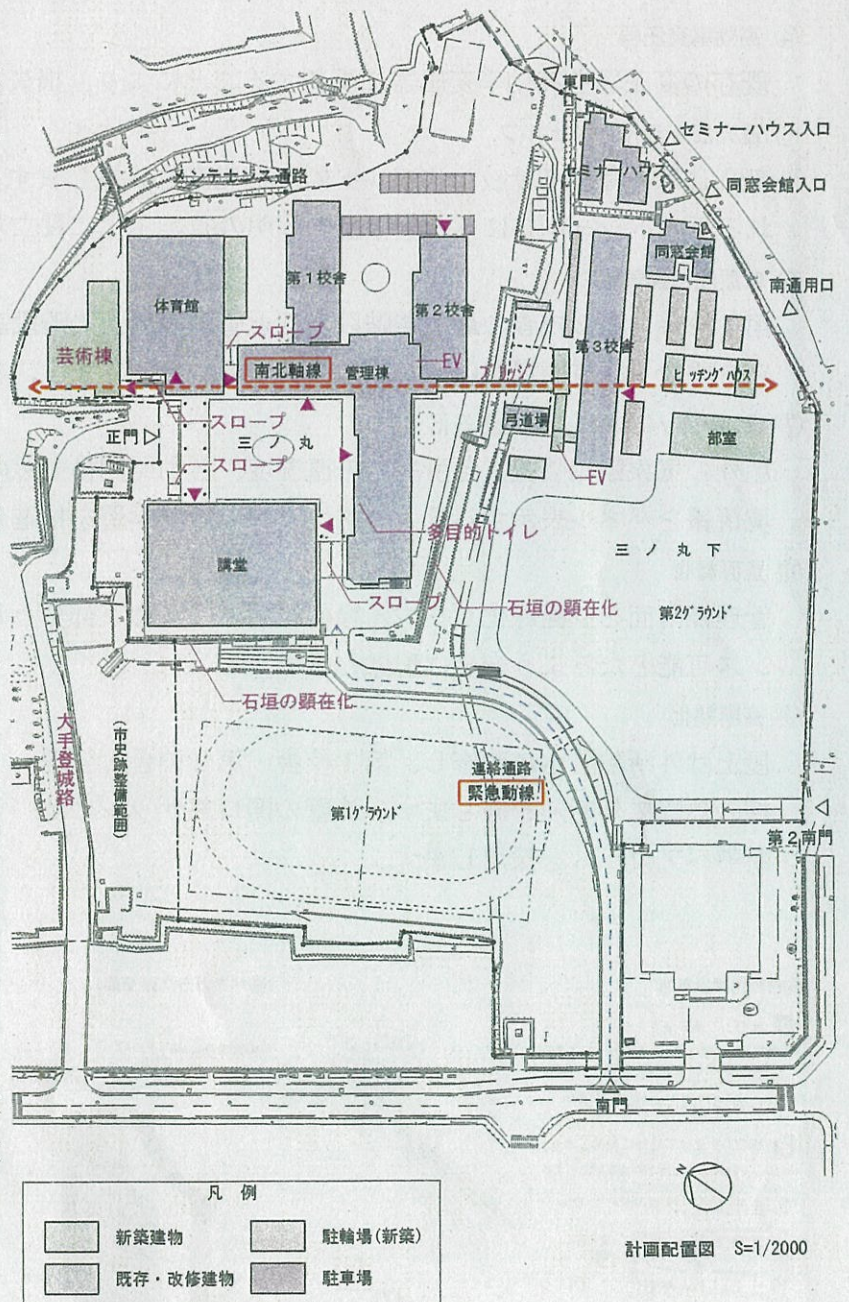 東門
セミナーハウス入口
セミナーハウス
同窓会館入口
メンテナンス通路
同窓会館
南通用口
第1校舎
第2校舎
第3校舎
体育館
スロープ
EV
芸術棟
南北軸線
管理棟
ブリッジ
ピッチングハウス
正門
スロープ
三ノ丸
弓道場
部室
スロープ
EV
多目的トイレ
三ノ丸下
講堂
スロープ
石垣の顕在化
第2グラウンド
石垣の顕在化
大手登城路
(市史跡整備範囲)
連絡通路
緊急動線
第1グラウンド
第2南門
南門
N
凡例
新築建物
駐輪場(新築)
既存・改修建物
駐車場
計画配置図 S=1/2000